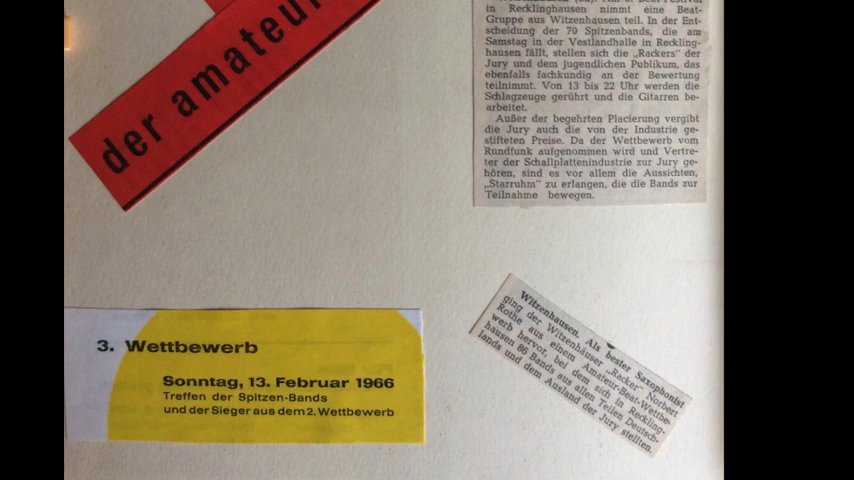 der amateur
in Recklinghausen nimmt eine Beat-
Gruppe aus Witzenhausen teil. In der Ent-
scheidung der 70 Spitzenbands, die am
Samstag in der Vestlandhalle in Reckling-
hausen fällt, stellen sich die „Rackers" der
Jury und dem jugendlichen Publikum, das
ebenfalls fachkundig an der Bewertung
teilnimmt. Von 13 bis 22 Uhr werden die
Schlagzeuge gerührt und die Gitarren be-
arbeitet.
Außer der begehrten Placierung vergibt
die Jury auch die von der Industrie ge-
stifteten Preise. Da der Wettbewerb vom
Rundfunk aufgenommen wird und Vertre-
ter der Schallplattenindustrie zur Jury ge-
hören, sind es vor allem die Aussichten,
„Starruhm" zu erlangen, die die Bands zur
Teilnahme bewegen.
3. Wettbewerb
Sonntag, 13. Februar 1966
Treffen der Spitzen-Bands
und der Sieger aus dem 2. Wettbewerb
Witzenhausen. Als bester Saxophonist
ging der Witzenhäuser „Racker" Norbert
Rothe aus einem Amateur-Beat-Wettbe-
werb hervor, bei dem sich in Reckling-
hausen 86 Bands aus allen Teilen Deutsch-
lands und dem Ausland der Jury stellten.